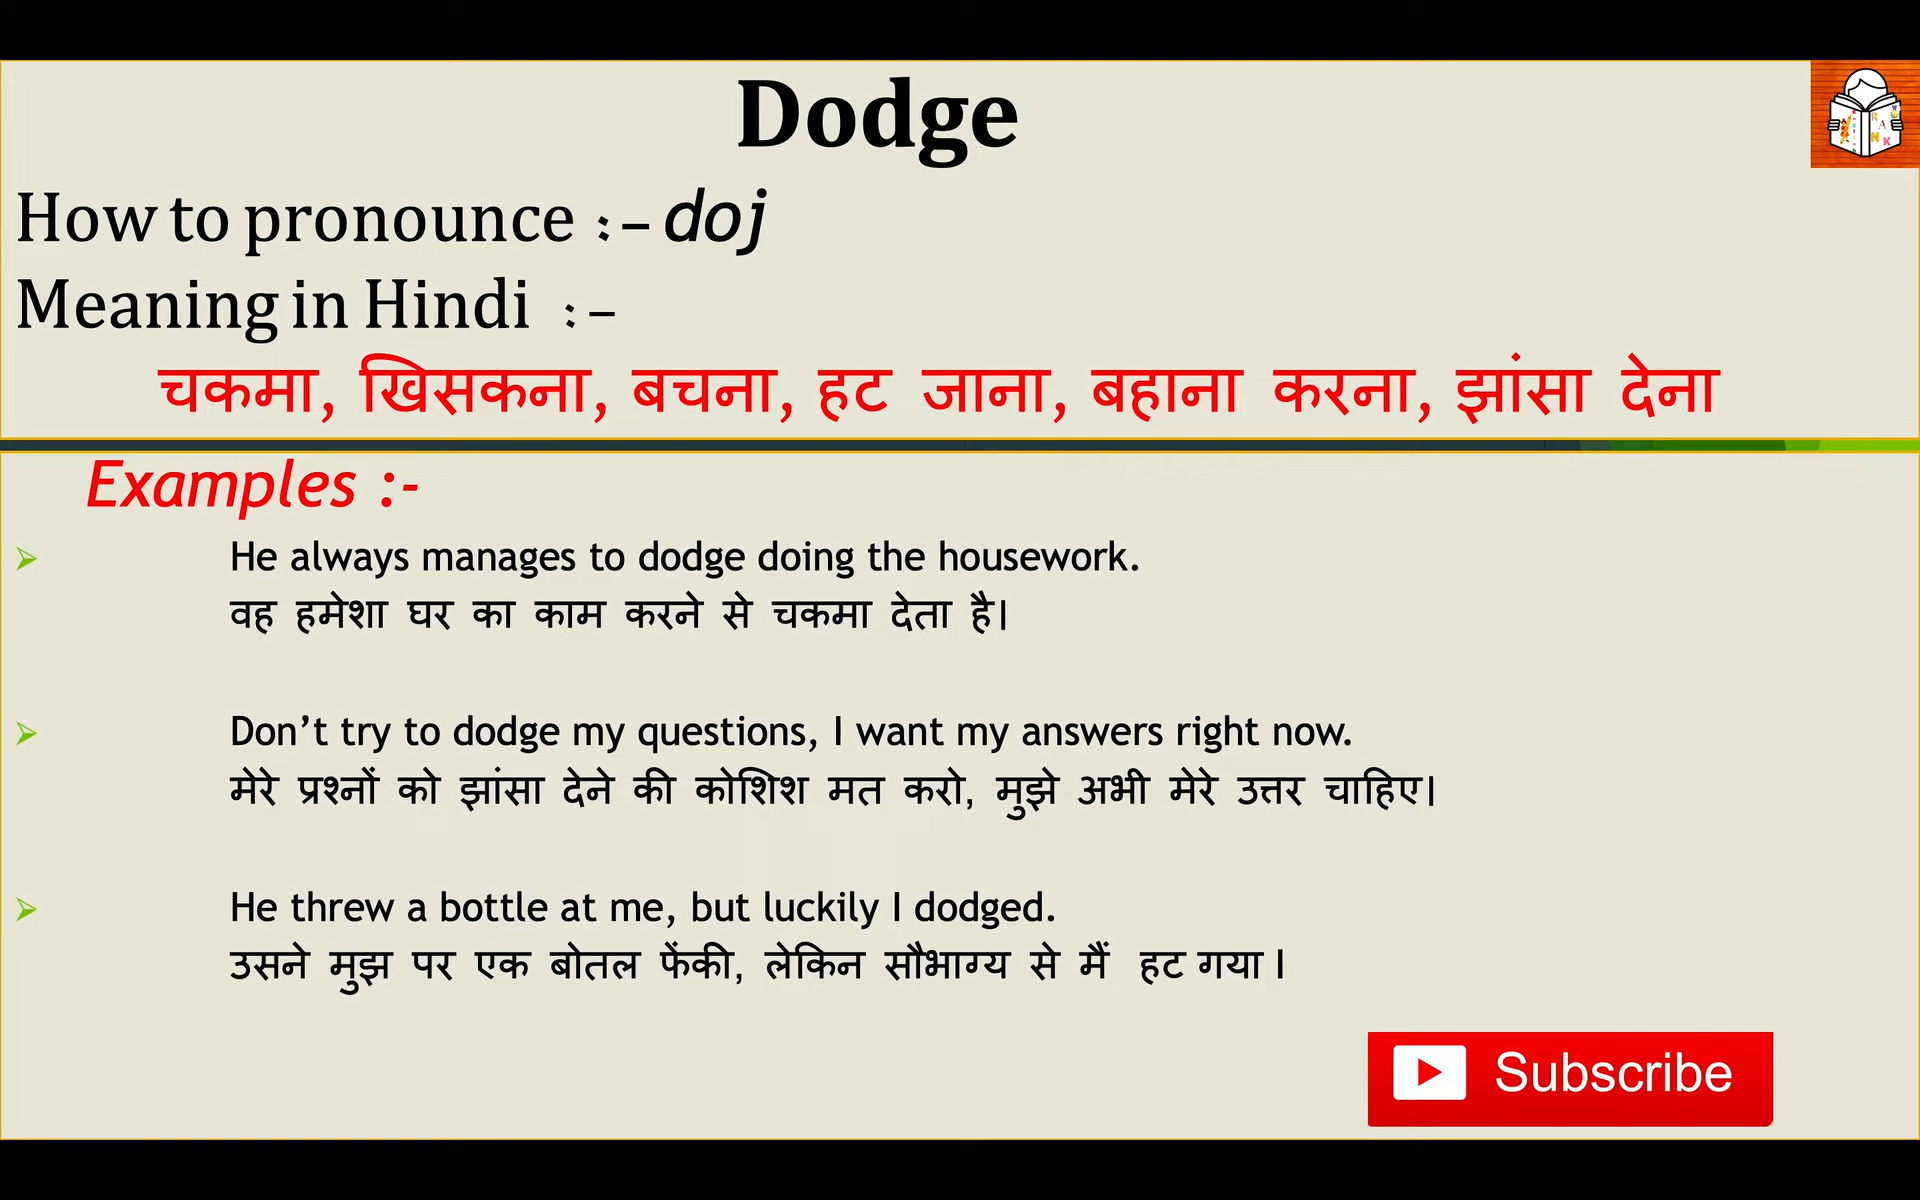 Dodge
How to pronounce :– doj
Meaning in Hindi :–
चकमा, खिसकना, बचना, हट जाना, बहाना करना, झांसा देना
Examples :-
He always manages to dodge doing the housework.
वह हमेशा घर का काम करने से चकमा देता है।
Don’t try to dodge my questions, I want my answers right now.
मेरे प्रश्नों को झांसा देने की कोशिश मत करो, मुझे अभी मेरे उत्तर चाहिए।
He threw a bottle at me, but luckily I dodged.
उसने मुझ पर एक बोतल फेंकी, लेकिन सौभाग्य से मैं हट गया I
Subscribe